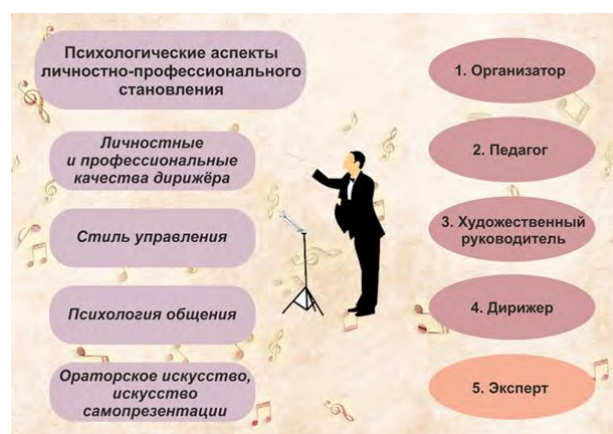 Психологические аспекты
личностно-профессионального
становления
Личностные
и профессиональные
качества дирижёра
Стиль управления
Психология общения
Ораторское искусство,
искусство
самопрезентации
1. Организатор
2. Педагог
3. Художественный
руководитель
4. Дирижер
5. Эксперт